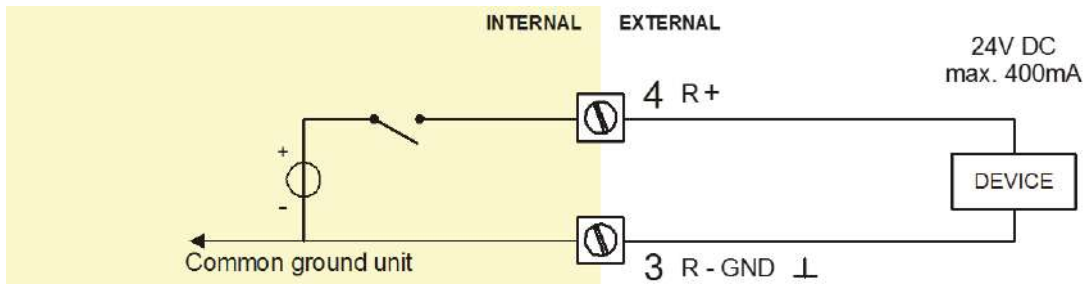 INTERNAL EXTERNAL
24V DC
max. 400mA
4 R+
+
DEVICE
-
Common ground unit
3 R - GND ⊥